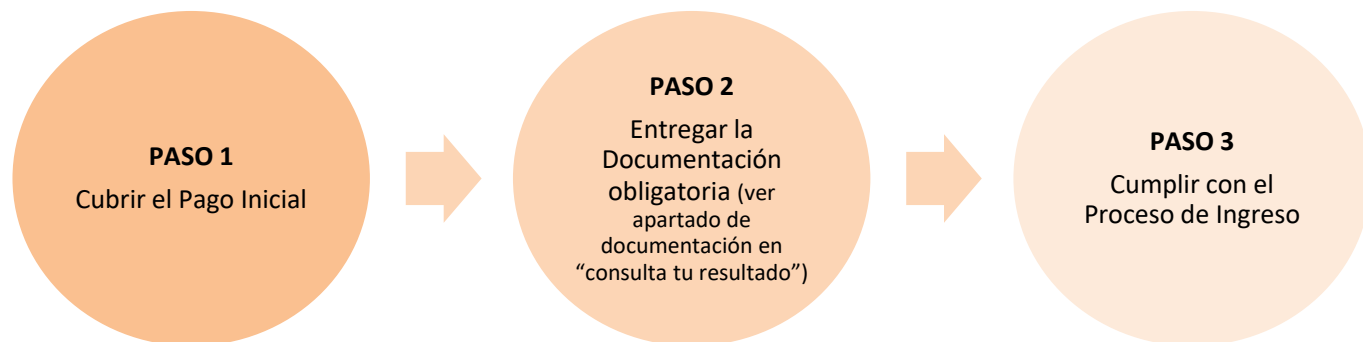 PASO 1
Cubrir el Pago Inicial
PASO 2
Entregar la
Documentación
obligatoria (ver
apartado de
documentación en
“consulta tu resultado”)
PASO 3
Cumplir con el
Proceso de Ingreso